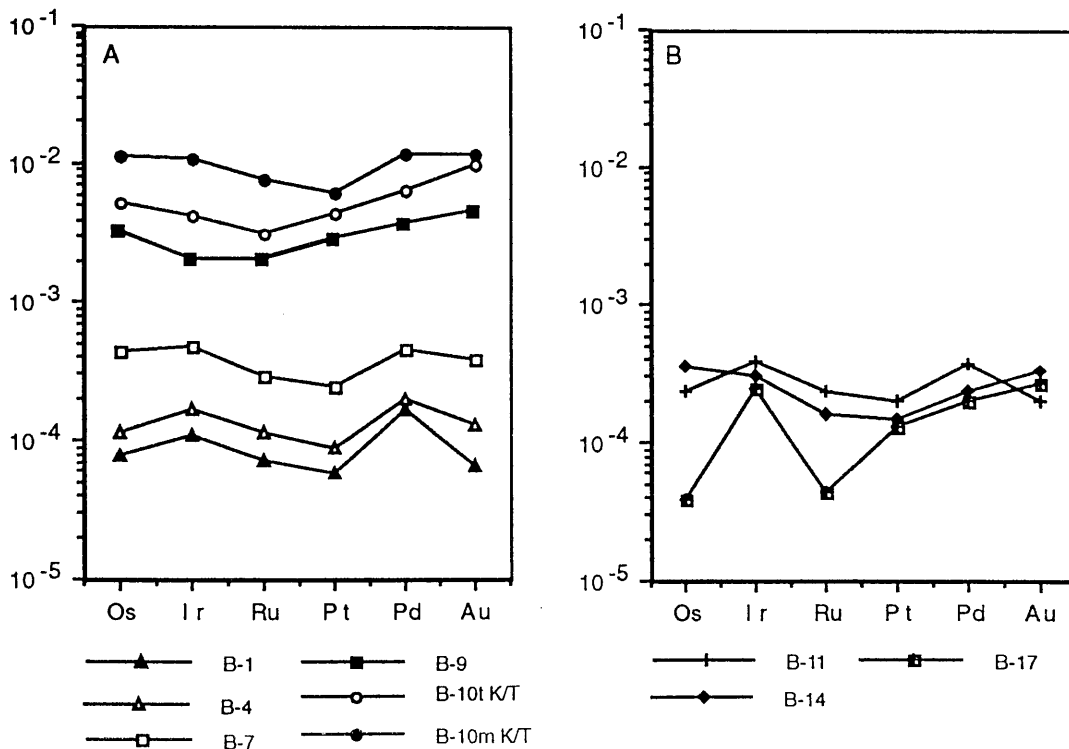 A
10-1
10-2
10-3
10-4
10-5
Os Ir Ru Pt Pd Au
B-1
B-4
B-7
B-9
B-10t K/T
B-10m K/T
B
10-1
10-2
10-3
10-4
10-5
Os Ir Ru Pt Pd Au
B-11
B-14
B-17